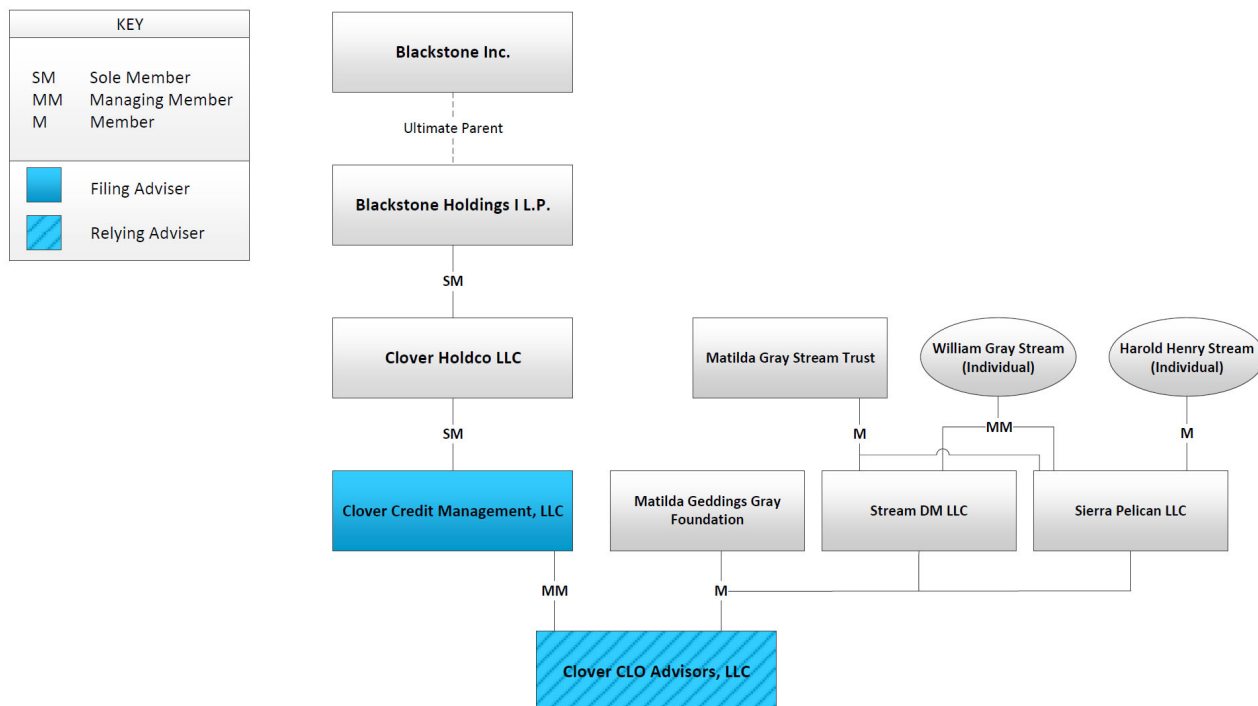 KEY
SM Sole Member
MM Managing Member
M Member
Filing Adviser
Relying Adviser
Blackstone Inc.
Ultimate Parent
Blackstone Holdings I L.P.
SM
Clover Holdco LLC
SM
Clover Credit Management, LLC
MM
Matilda Gray Stream Trust
William Gray Stream
(Individual)
Harold Henry Stream
(Individual)
M
MM
M
Matilda Geddings Gray
Foundation
Stream DM LLC
Sierra Pelican LLC
M
Clover CLO Advisors, LLC